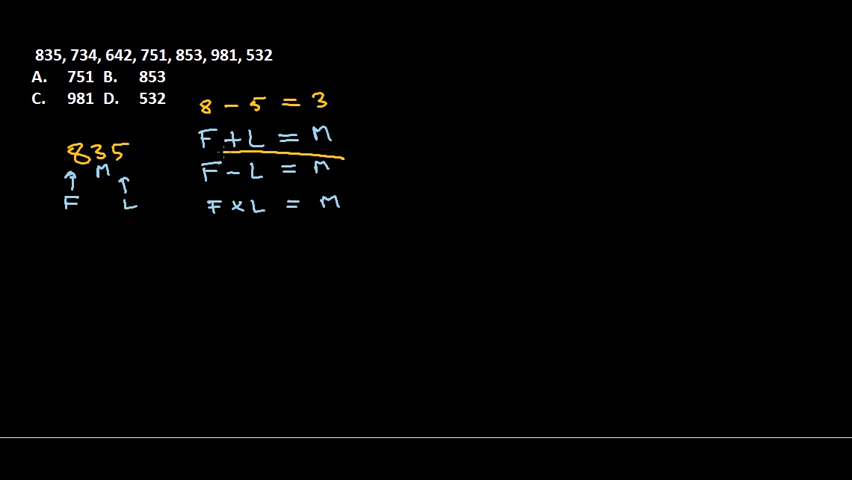 835, 734, 642, 751, 853, 981, 532
A. 751 B. 853
C. 981 D. 532
8 - 5 = 3
F + L = M
835
F - L = M
M
F L
F × L = M